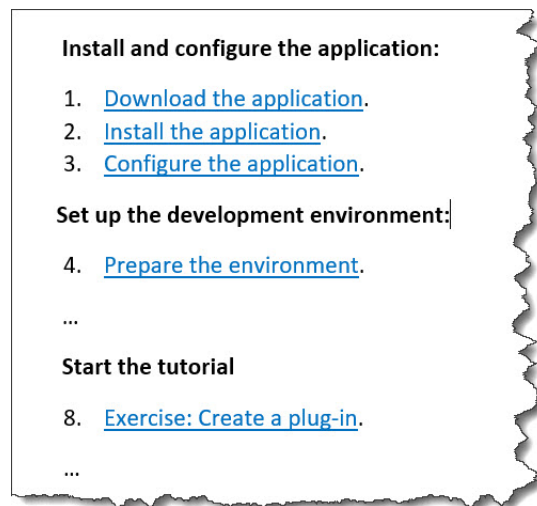 Install and configure the application:
1. Download the application.
2. Install the application.
3. Configure the application.
Set up the development environment:
4. Prepare the environment.
...
Start the tutorial
8. Exercise: Create a plug-in.
...